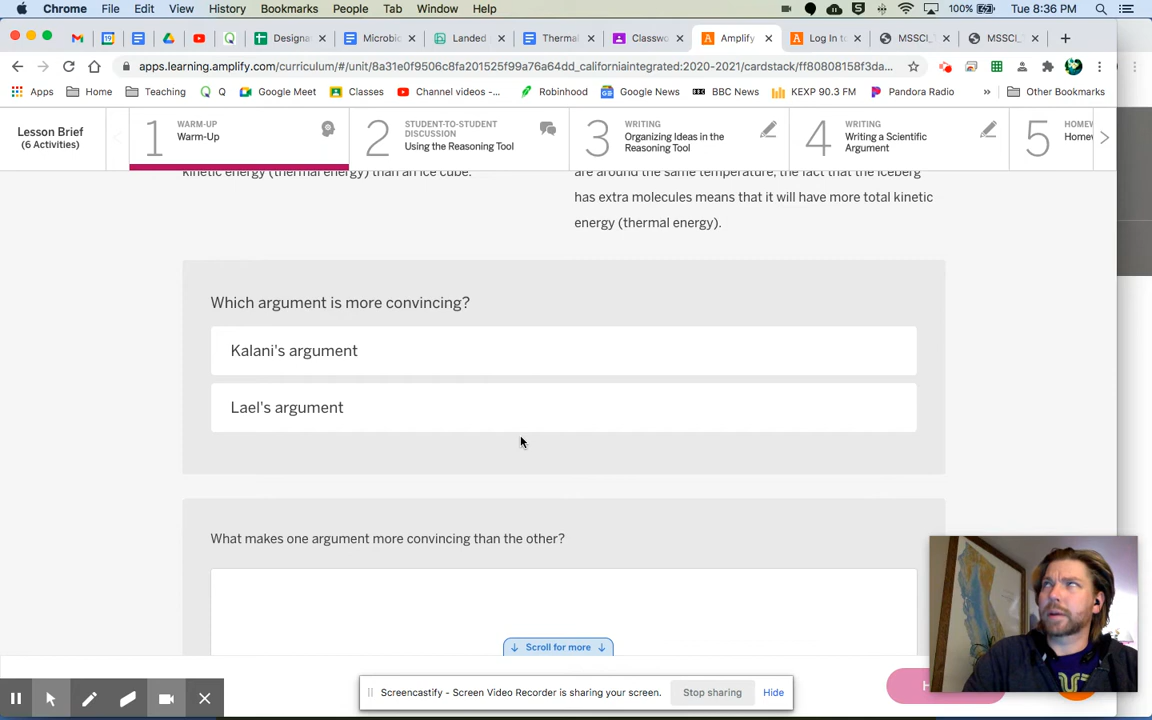 Chrome File Edit View History Bookmarks People Tab Window Help 100% Tue 8:36 PM
Designa Microbio Landed Thermal Classwo Amplify Log In to MSSCI_ MSSCI_
apps.learning.amplify.com/curriculum/#/unit/8a31e0f9506c8fa201525f99a76a64dd_californiaintegrated:2020-2021/cardstack/ff80808158f3da...
Apps Home Teaching Q Google Meet Classes Channel videos -... Robinhood Google News BBC News KEXP 90.3 FM Pandora Radio » Other Bookmarks
Lesson Brief
(6 Activities)
1 WARM-UP
Warm-Up
2 STUDENT-TO-STUDENT
DISCUSSION
Using the Reasoning Tool
3 WRITING
Organizing Ideas in the
Reasoning Tool
4 WRITING
Writing a Scientific
Argument
5 HOMEW
Homew
kinetic energy (thermal energy) than an ice cube.
are around the same temperature, the fact that the iceberg
has extra molecules means that it will have more total kinetic
energy (thermal energy).
Which argument is more convincing?
Kalani's argument
Lael's argument
What makes one argument more convincing than the other?
Scroll for more
Screencastify - Screen Video Recorder is sharing your screen. Stop sharing Hide
H